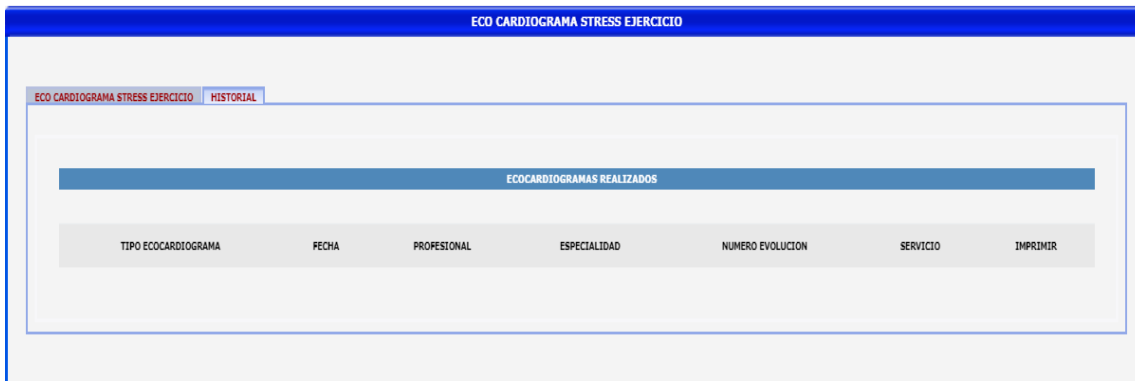 ECO CARDIOGRAMA STRESS EJERCICIO
ECO CARDIOGRAMA STRESS EJERCICIO HISTORIAL
ECOCARDIOGRAMAS REALIZADOS
TIPO ECOCARDIOGRAMA FECHA PROFESIONAL ESPECIALIDAD NUMERO EVOLUCION SERVICIO IMPRIMIR